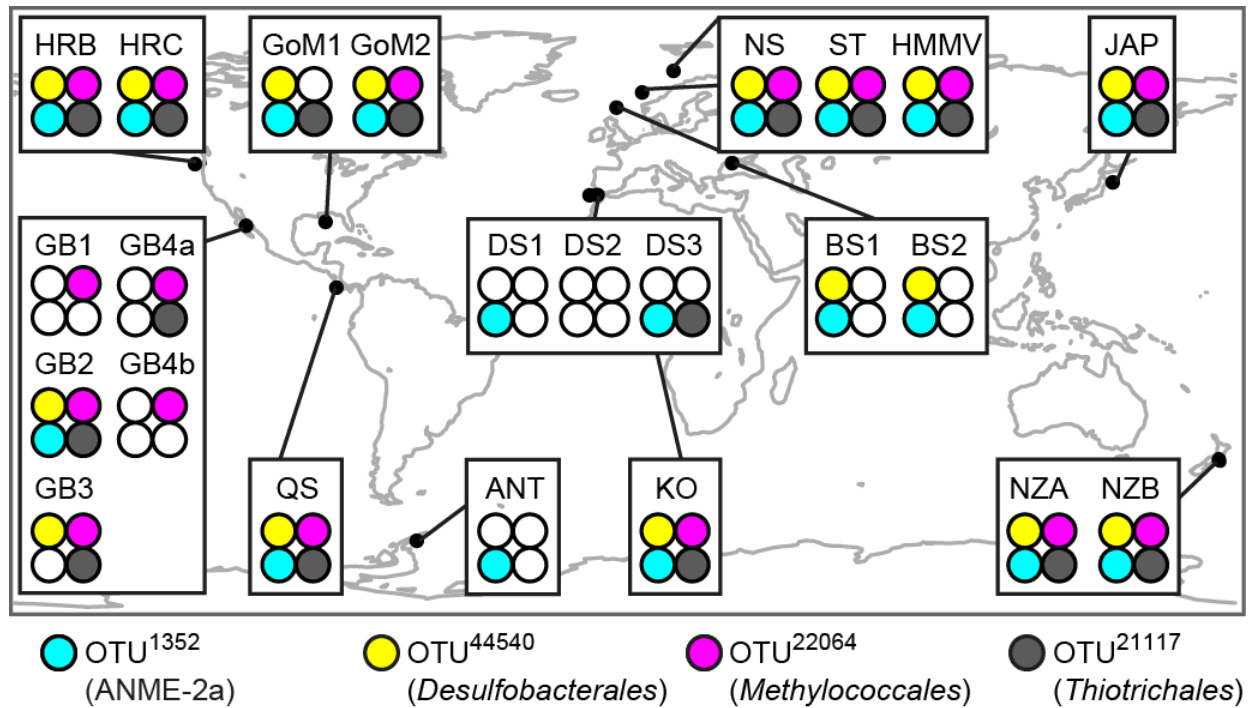 HRB HRC
GoM1 GoM2
NS ST HMMV
JAP
GB1 GB4a
GB2 GB4b
GB3
DS1 DS2 DS3
BS1 BS2
QS
ANT
KO
NZA NZB
OTU1352
(ANME-2a)
OTU44540
(Desulfobacterales)
OTU22064
(Methylococcales)
OTU21117
(Thiotrichales)